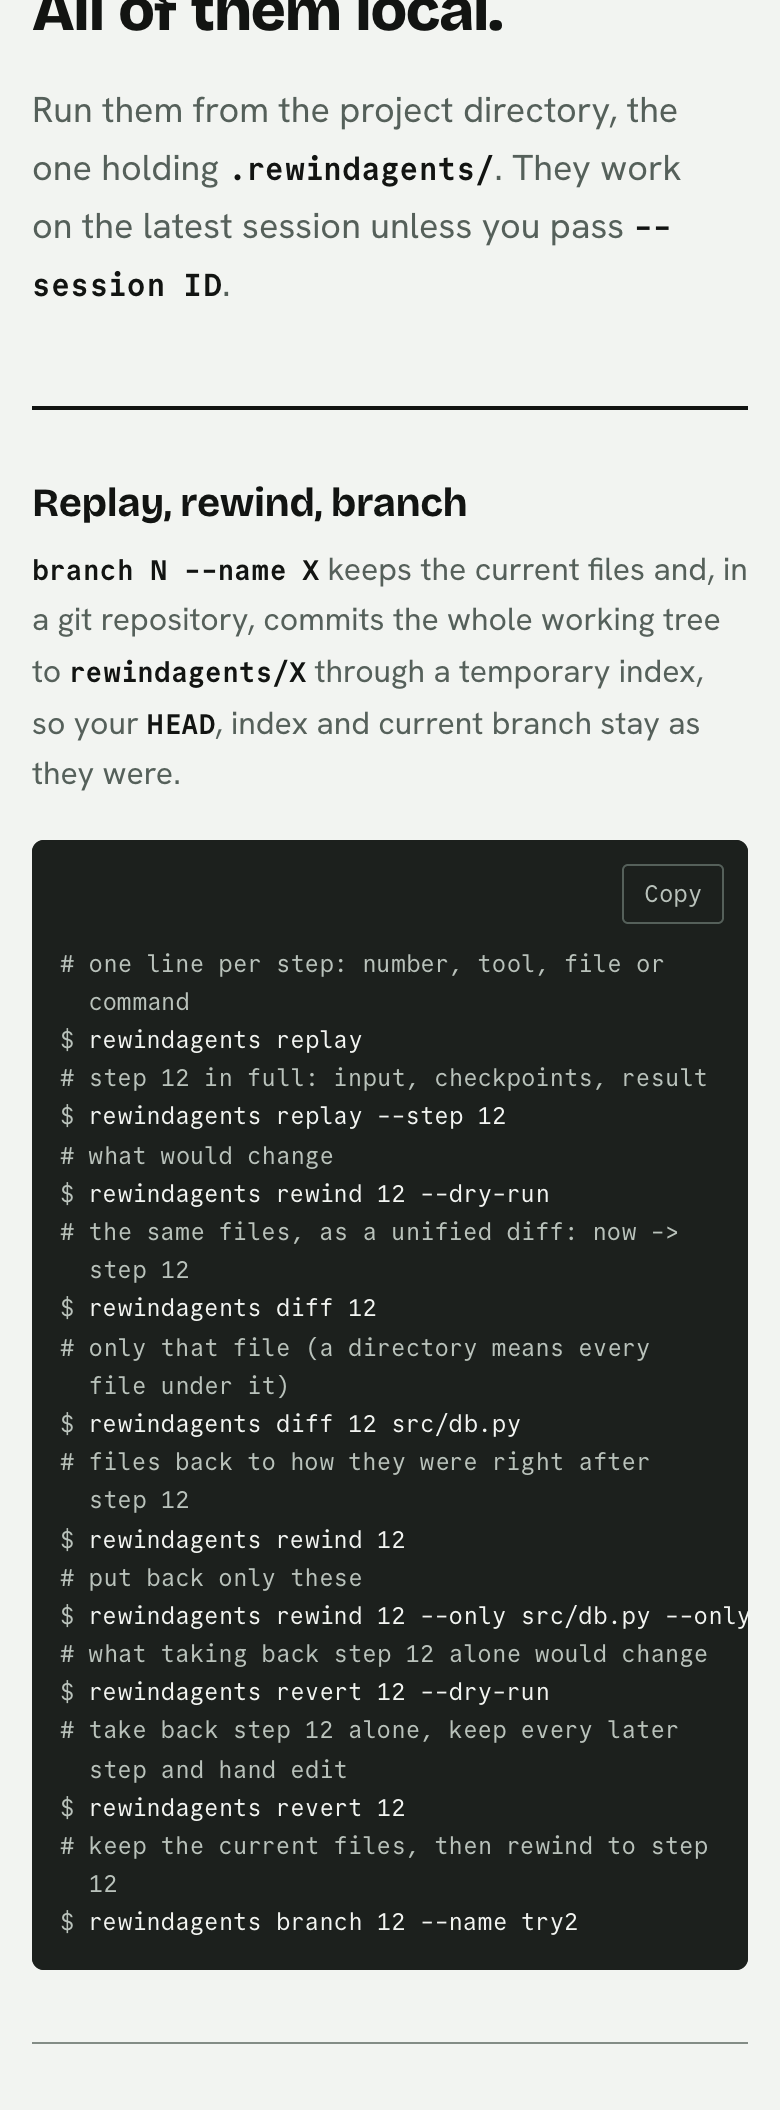 All of them local.
Run them from the project directory, the
one holding .rewindagents/. They work
on the latest session unless you pass --
session ID.
Replay, rewind, branch
branch N --name X keeps the current files and, in
a git repository, commits the whole working tree
to rewindagents/X through a temporary index,
so your HEAD, index and current branch stay as
they were.
Copy
# one line per step: number, tool, file or
command
$ rewindagents replay
# step 12 in full: input, checkpoints, result
$ rewindagents replay --step 12
# what would change
$ rewindagents rewind 12 --dry-run
# the same files, as a unified diff: now ->
step 12
$ rewindagents diff 12
# only that file (a directory means every
file under it)
$ rewindagents diff 12 src/db.py
# files back to how they were right after
step 12
$ rewindagents rewind 12
# put back only these
$ rewindagents rewind 12 --only src/db.py --only
# what taking back step 12 alone would change
$ rewindagents revert 12 --dry-run
# take back step 12 alone, keep every later
step and hand edit
$ rewindagents revert 12
# keep the current files, then rewind to step
12
$ rewindagents branch 12 --name try2